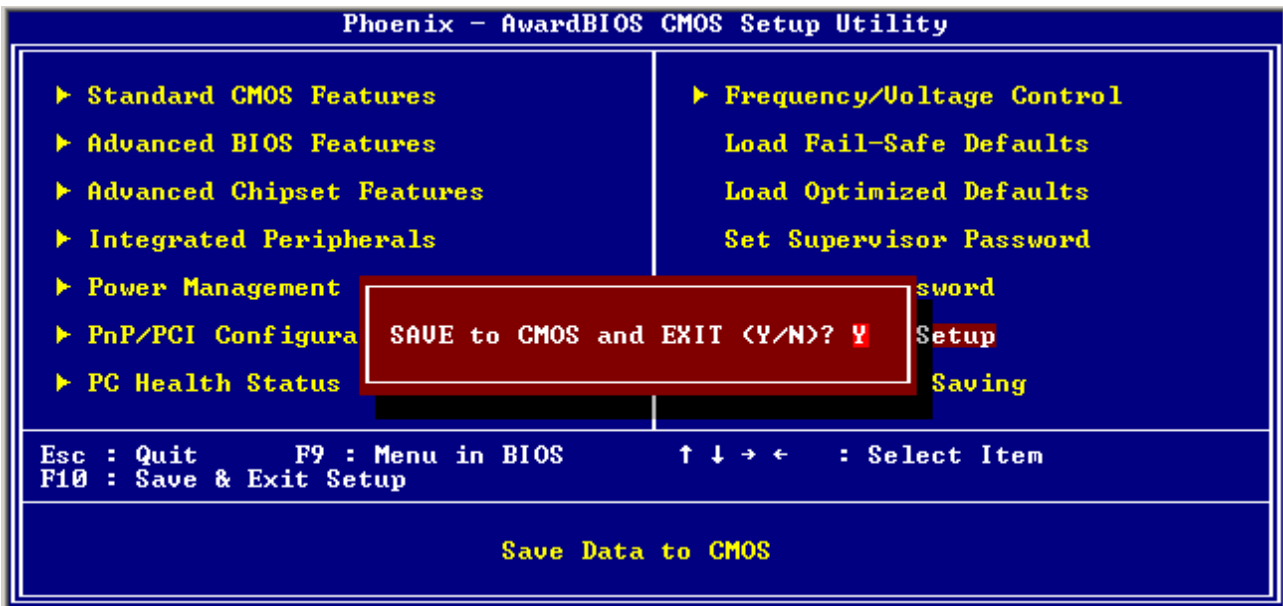 Phoenix - AwardBIOS CMOS Setup Utility
► Standard CMOS Features
► Advanced BIOS Features
► Advanced Chipset Features
► Integrated Peripherals
► Power Management
► PnP/PCI Configura
► PC Health Status
► Frequency/Voltage Control
Load Fail-Safe Defaults
Load Optimized Defaults
Set Supervisor Password
sword
Setup
Saving
SAVE to CMOS and EXIT (Y/N)? Y
Esc : Quit F9 : Menu in BIOS ↑ ↓ → ← : Select Item
F10 : Save & Exit Setup
Save Data to CMOS